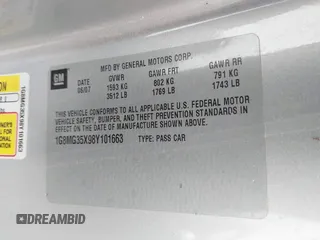 GM
MFD BY GENERAL MOTORS CORP.
06/07
GVWR GAWR FRT GAWR RR
1593 KG 802 KG 791 KG
3512 LB 1769 LB 1743 LB
THIS VEHICLE CONFORMS TO ALL APPLICABLE U.S. FEDERAL MOTOR
VEHICLE SAFETY, BUMPER, AND THEFT PREVENTION STANDARDS IN
EFFECT ON THE DATE OF MANUFACTURE SHOWN ABOVE.
1G8MG35X98Y101663 TYPE: PASS CAR
1G8MG35X98Y101663
DREAMBID